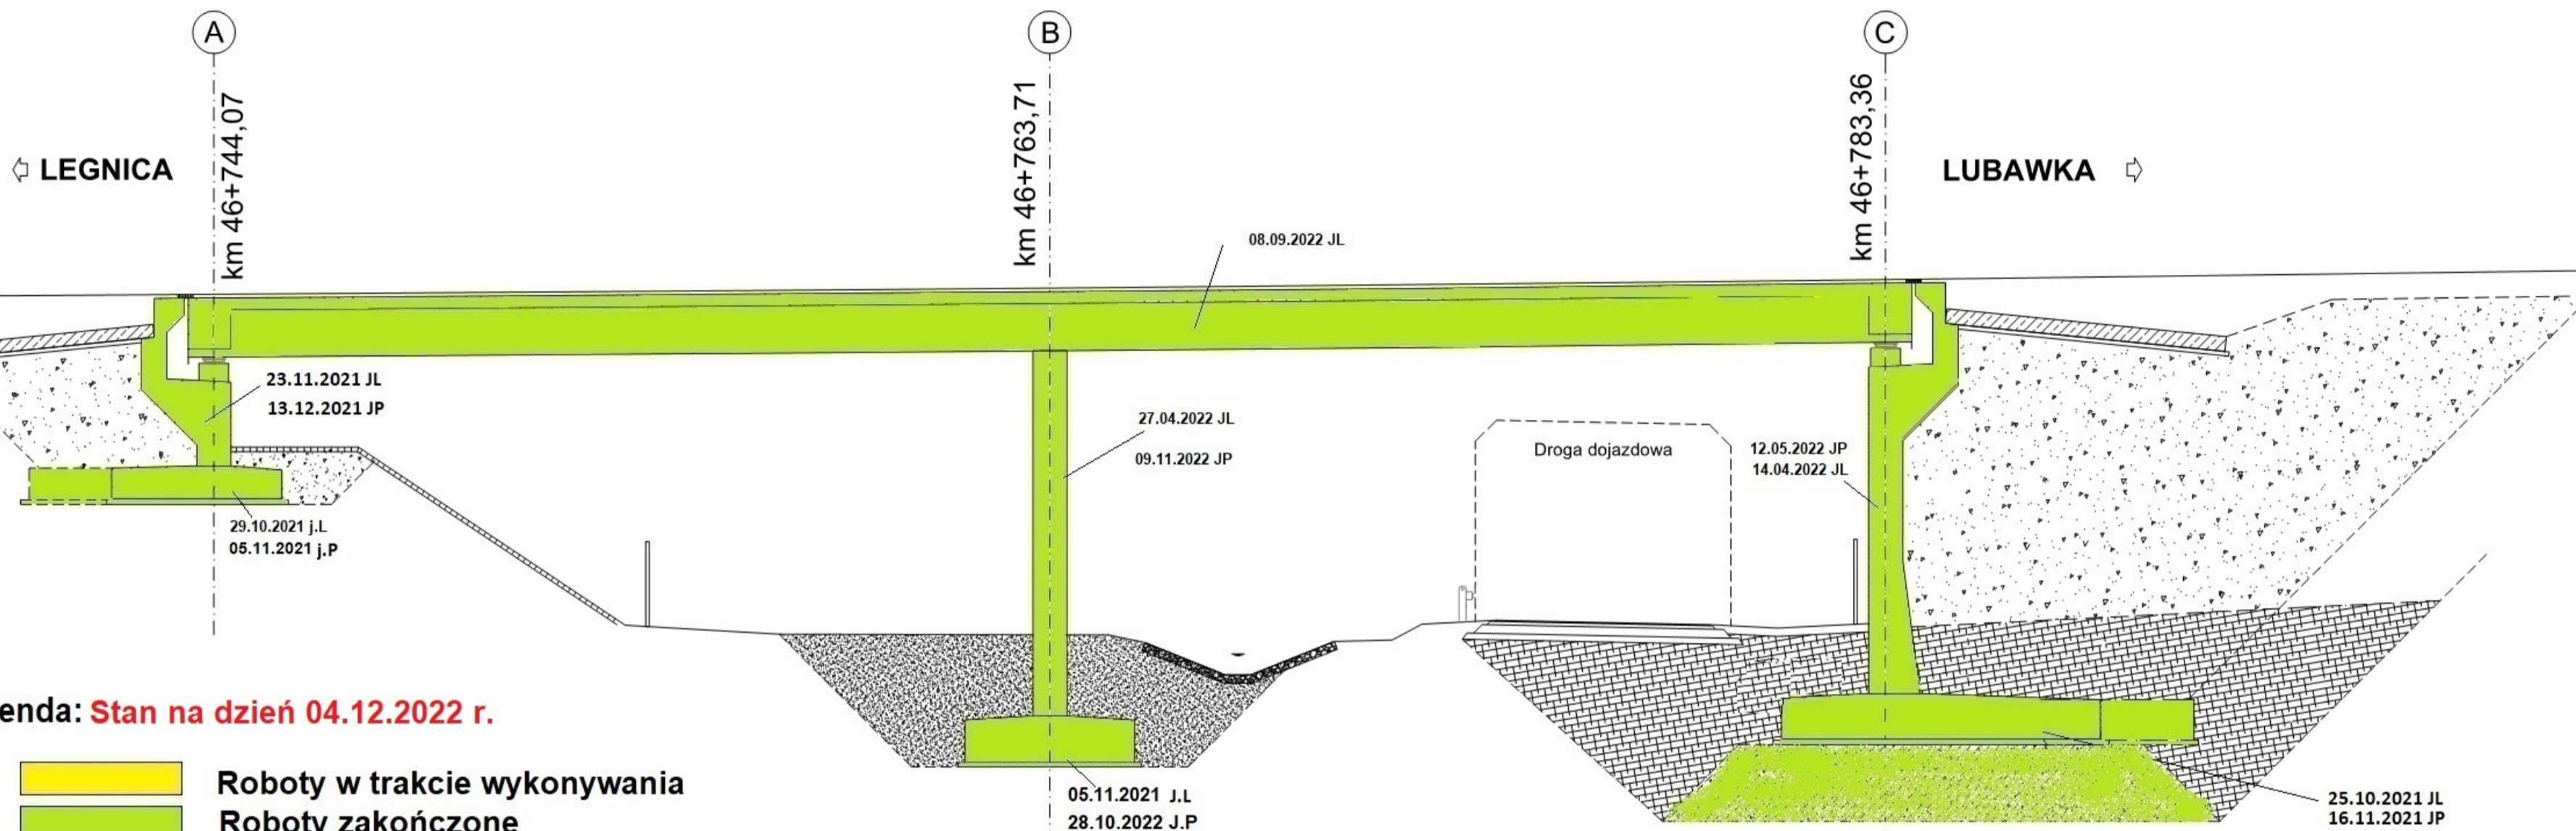 A
B
C
km 46+744,07
km 46+763,71
km 46+783,36
LEGNICA
LUBAWKA
08.09.2022 JL
23.11.2021 JL
13.12.2021 JP
27.04.2022 JL
09.11.2022 JP
Droga dojazdowa
12.05.2022 JP
14.04.2022 JL
29.10.2021 j.L
05.11.2021 j.P
enda: Stan na dzień 04.12.2022 r.
Roboty w trakcie wykonywania
Roboty zakończone
05.11.2021 J.L
28.10.2022 J.P
25.10.2021 JL
16.11.2021 JP